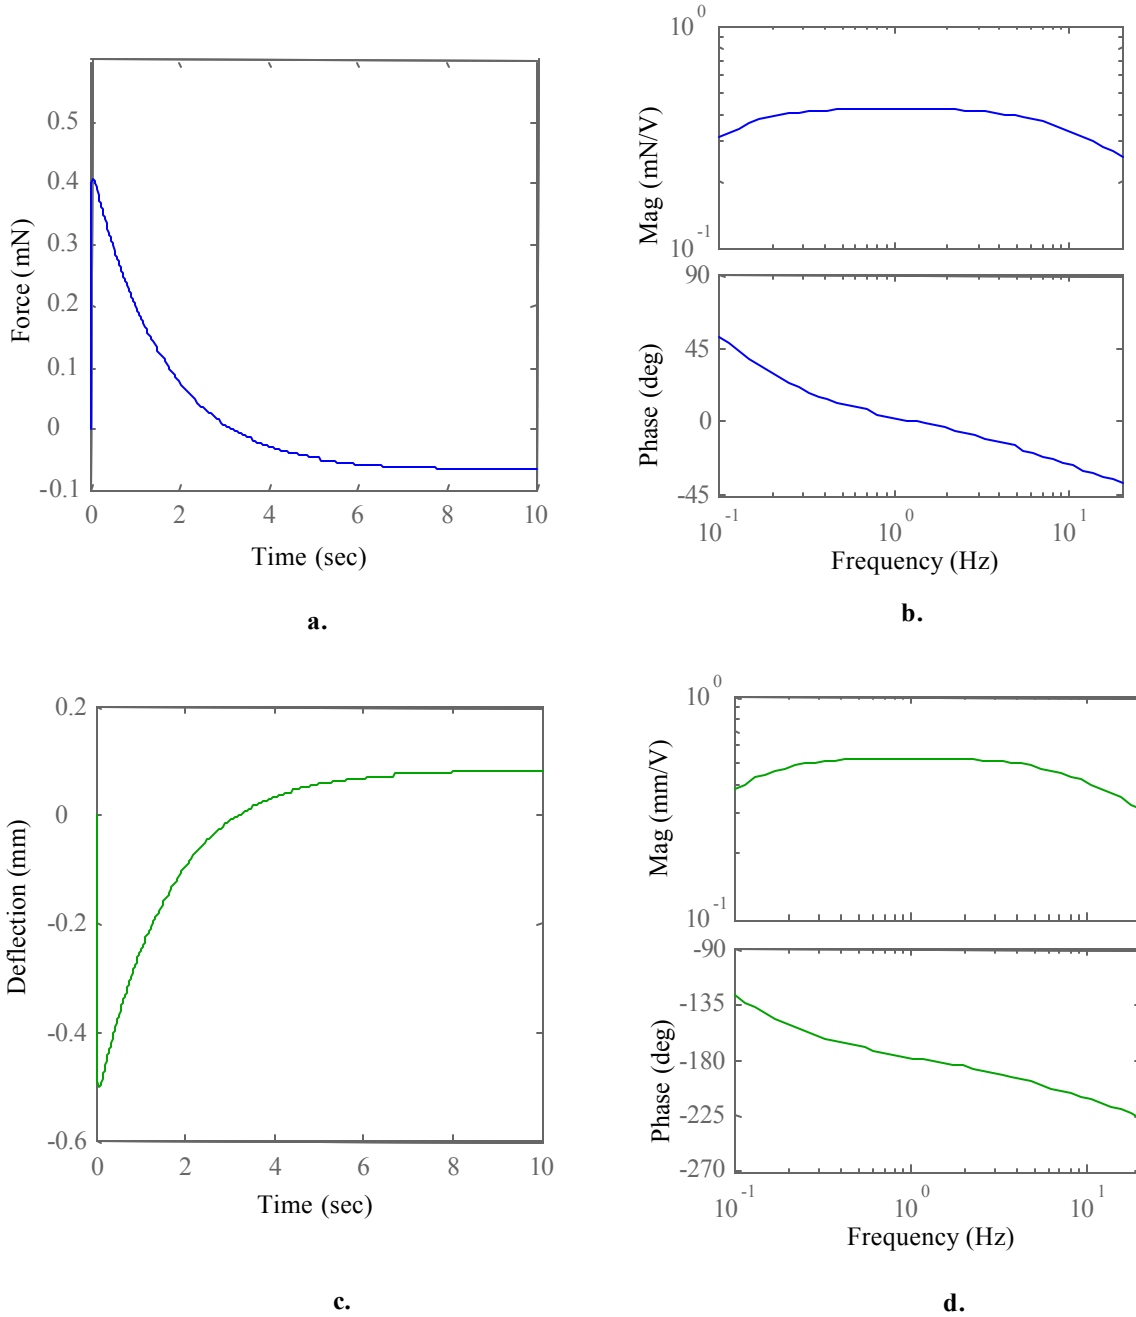 Force (mN)
0.5
0.4
0.3
0.2
0.1
0
-0.1
0 2 4 6 8 10
Time (sec)
a.
Mag (mN/V)
10^0
10^-1
Phase (deg)
90
45
0
-45
10^-1 10^0 10^1
Frequency (Hz)
b.
Deflection (mm)
0.2
0
-0.2
-0.4
-0.6
0 2 4 6 8 10
Time (sec)
c.
Mag (mm/V)
10^0
10^-1
Phase (deg)
-90
-135
-180
-225
-270
10^-1 10^0 10^1
Frequency (Hz)
d.